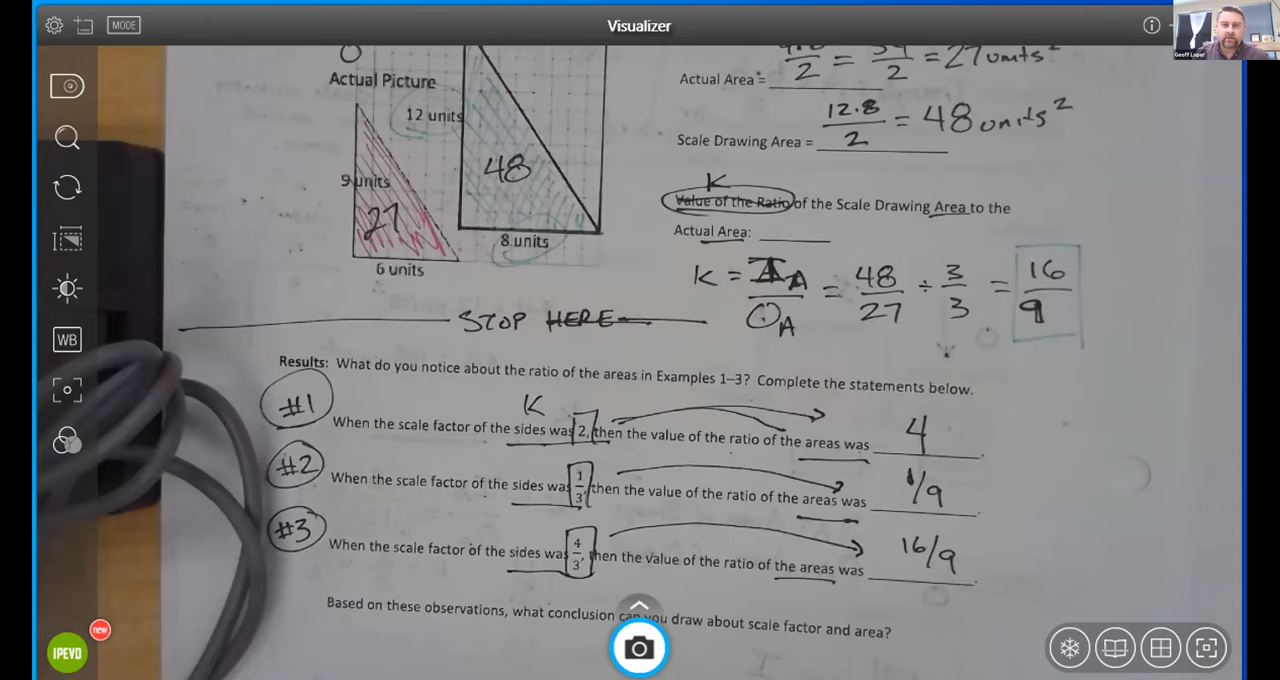 MODE
Visualizer
Geoff Loper
Actual Picture
12 units
9 units
48
27
8 units
6 units
Actual Area = 2 = 2 = 27 units²
Scale Drawing Area = 12·8 / 2 = 48 units²
K
Value of the Ratio of the Scale Drawing Area to the
Actual Area:
K = A / A = 48 / 27 ÷ 3 / 3 = 16 / 9
STOP HERE
WB
Results: What do you notice about the ratio of the areas in Examples 1–3? Complete the statements below.
K
#1 When the scale factor of the sides was 2, then the value of the ratio of the areas was 4.
#2 When the scale factor of the sides was 1/3, then the value of the ratio of the areas was 1/9.
#3 When the scale factor of the sides was 4/3, then the value of the ratio of the areas was 16/9.
Based on these observations, what conclusion can you draw about scale factor and area?
new
IPEVO